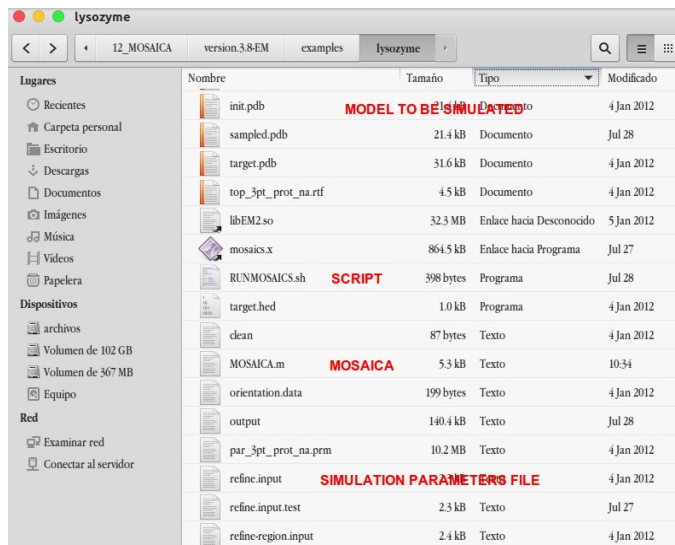 lysozyme
12_MOSAICA version.3.8-EM examples lysozyme
Lugares
Recientes
Carpeta personal
Escritorio
Descargas
Documentos
Imágenes
Música
Vídeos
Papelera
Dispositivos
archivos
Volumen de 102 GB
Volumen de 367 MB
Equipo
Red
Examinar red
Conectar al servidor
Nombre Tamaño Tipo Modificado
init.pdb MODEL TO BE SIMULATED 4 Jan 2012
sampled.pdb 21.4 kB Documento Jul 28
target.pdb 31.6 kB Documento 4 Jan 2012
top_3pt_prot_na.rtf 4.5 kB Documento 4 Jan 2012
libEM2.so 32.3 MB Enlace hacia Desconocido 5 Jan 2012
mosaics.x 864.5 kB Enlace hacia Programa Jul 27
RUNMOSAICS.sh SCRIPT 398 bytes Programa Jul 28
target.hed 1.0 kB Programa 4 Jan 2012
clean 87 bytes Texto 4 Jan 2012
MOSAICA.m MOSAICA 5.3 kB Texto 10:34
orientation.data 199 bytes Texto 4 Jan 2012
output 140.4 kB Texto Jul 28
par_3pt_prot_na.prm 10.2 MB Texto 4 Jan 2012
refine.input SIMULATION PARAMETERS FILE 4 Jan 2012
refine.input.test 2.3 kB Texto Jul 27
refine-region.input 2.4 kB Texto 4 Jan 2012